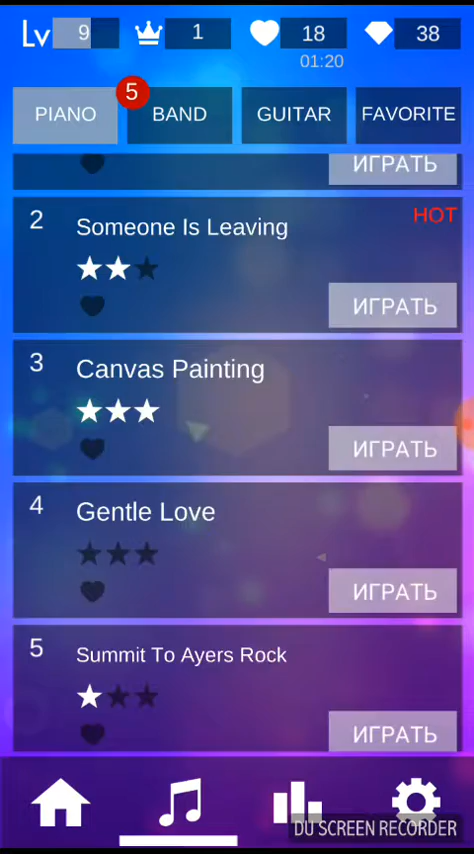 Lv 9 1 18 38
01:20
5
PIANO BAND GUITAR FAVORITE
ИГРАТЬ
2 Someone Is Leaving HOT
ИГРАТЬ
3 Canvas Painting
ИГРАТЬ
4 Gentle Love
ИГРАТЬ
5 Summit To Ayers Rock
ИГРАТЬ
DU SCREEN RECORDER